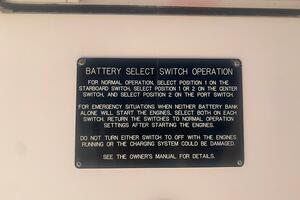 BATTERY SELECT SWITCH OPERATION
FOR NORMAL OPERATION, SELECT POSITION 1 ON THE
STARBOARD SWITCH, SELECT POSITION 1 OR 2 ON THE CENTER
SWITCH, AND SELECT POSITION 2 ON THE PORT SWITCH.
FOR EMERGENCY SITUATIONS WHEN NEITHER BATTERY BANK
ALONE WILL START THE ENGINES, SELECT BOTH ON EACH
SWITCH. RETURN THE SWITCHES TO NORMAL OPERATION
SETTINGS AFTER STARTING THE ENGINES.
DO NOT TURN EITHER SWITCH TO OFF WITH THE ENGINES
RUNNING OR THE CHARGING SYSTEM COULD BE DAMAGED.
SEE THE OWNER'S MANUAL FOR DETAILS.